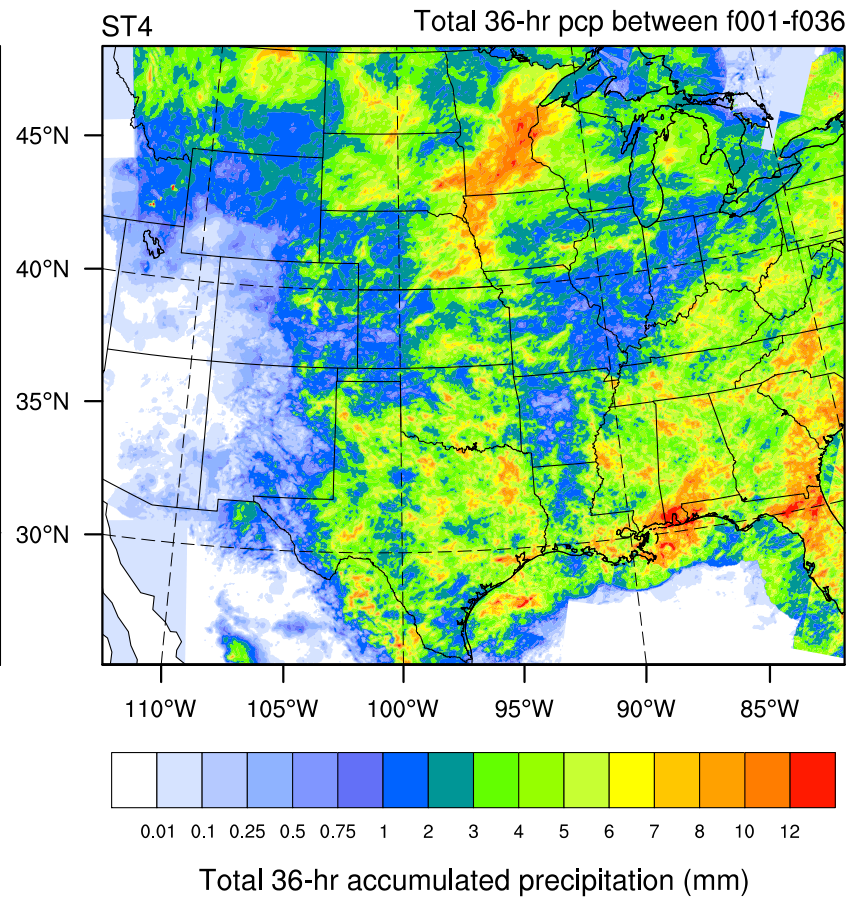 ST4 Total 36-hr pcp between f001-f036
45°N
40°N
35°N
30°N
110°W 105°W 100°W 95°W 90°W 85°W
0.01 0.1 0.25 0.5 0.75 1 2 3 4 5 6 7 8 10 12
Total 36-hr accumulated precipitation (mm)